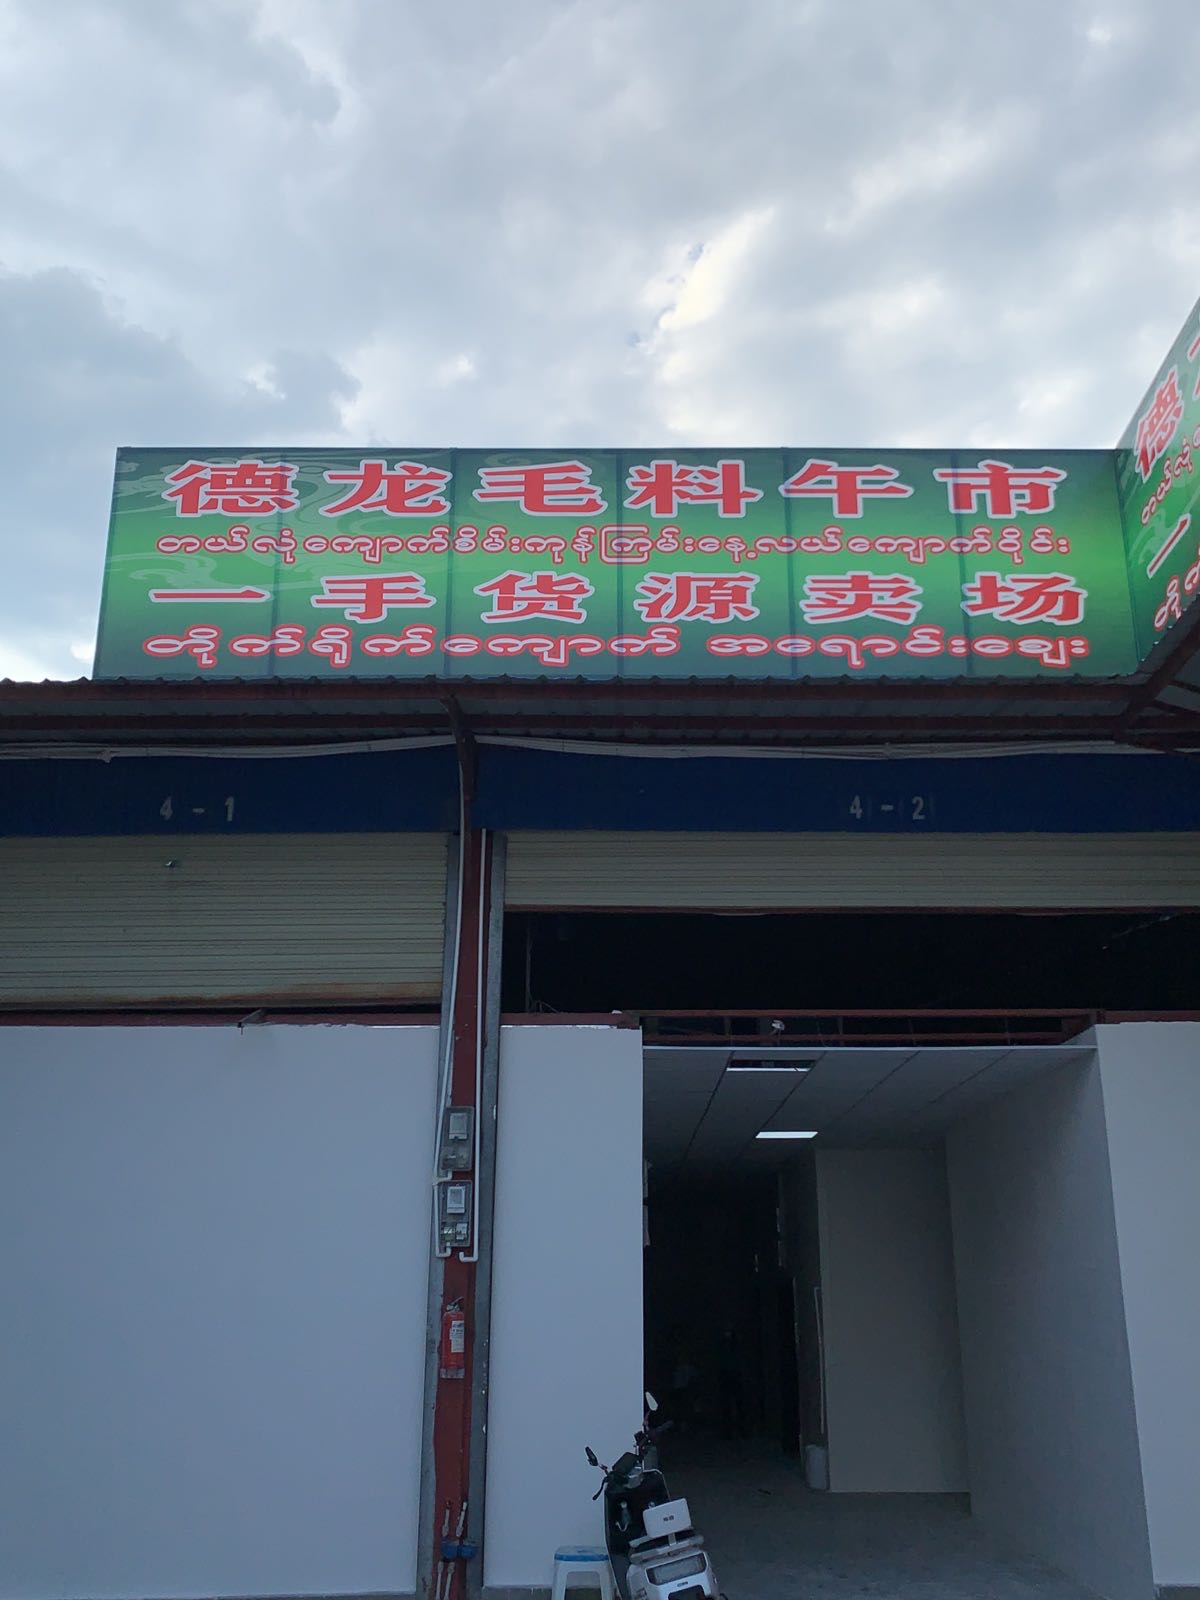 德龙毛料午市
တယ်လုံကျောက်စိမ်းကုန်ကြမ်းနေ့လယ်ကျောက်ဝိုင်း
一手货源卖场
တိုက်ရိုက်ကျောက် အရောင်းဈေး
4-1
4-2